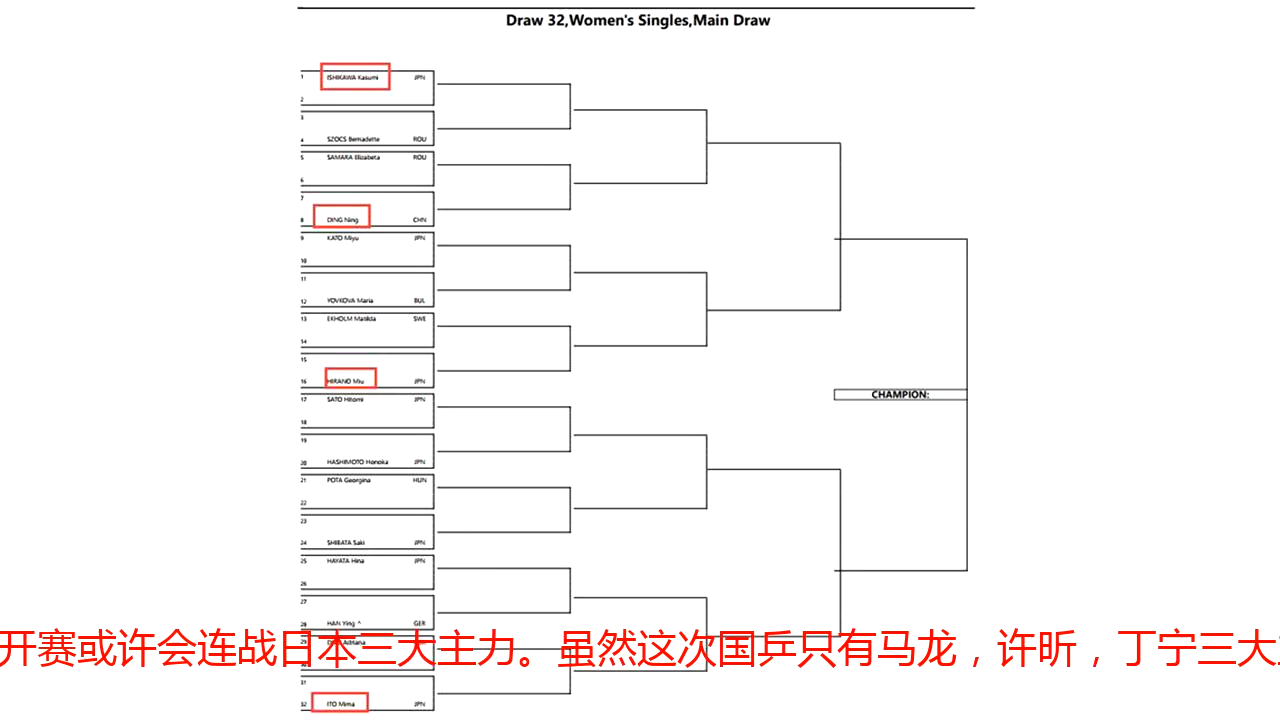 Draw 32,Women's Singles,Main Draw
1 ISHIKAWA Kasumi JPN
2
3
4 SZOCS Bernadette ROU
5 SAMARA Elizabeta ROU
6
7
8 DING Ning CHN
9 KATO Miyu JPN
10
11
12 YOVKOVA Maria BUL
13 EKHOLM Matilda SWE
14
15
16 HIRANO Miu JPN
17 SATO Hitomi JPN
18
19
20 HASHIMOTO Honoka JPN
21 POTA Georgina HUN
22
23
24 SHIBATA Saki JPN
25 HAYATA Hina JPN
26
27
28 HAN Ying ^ GER
29
开赛或许会连战日本三大主力。虽然这次国乒只有马龙，许昕，丁宁三大
31
32 ITO Mima JPN
CHAMPION: